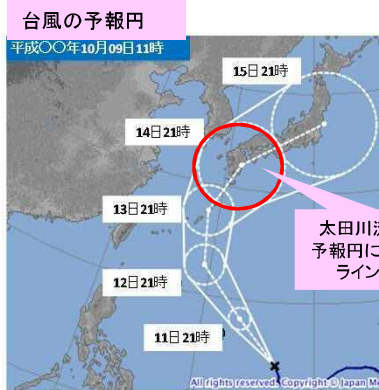 台風の予報円
平成〇〇年10月09日11時
15日21時
14日21時
13日21時
太田川
予報円に
ライン
12日21時
11日21時
All rights reserved. Copyright © Japan